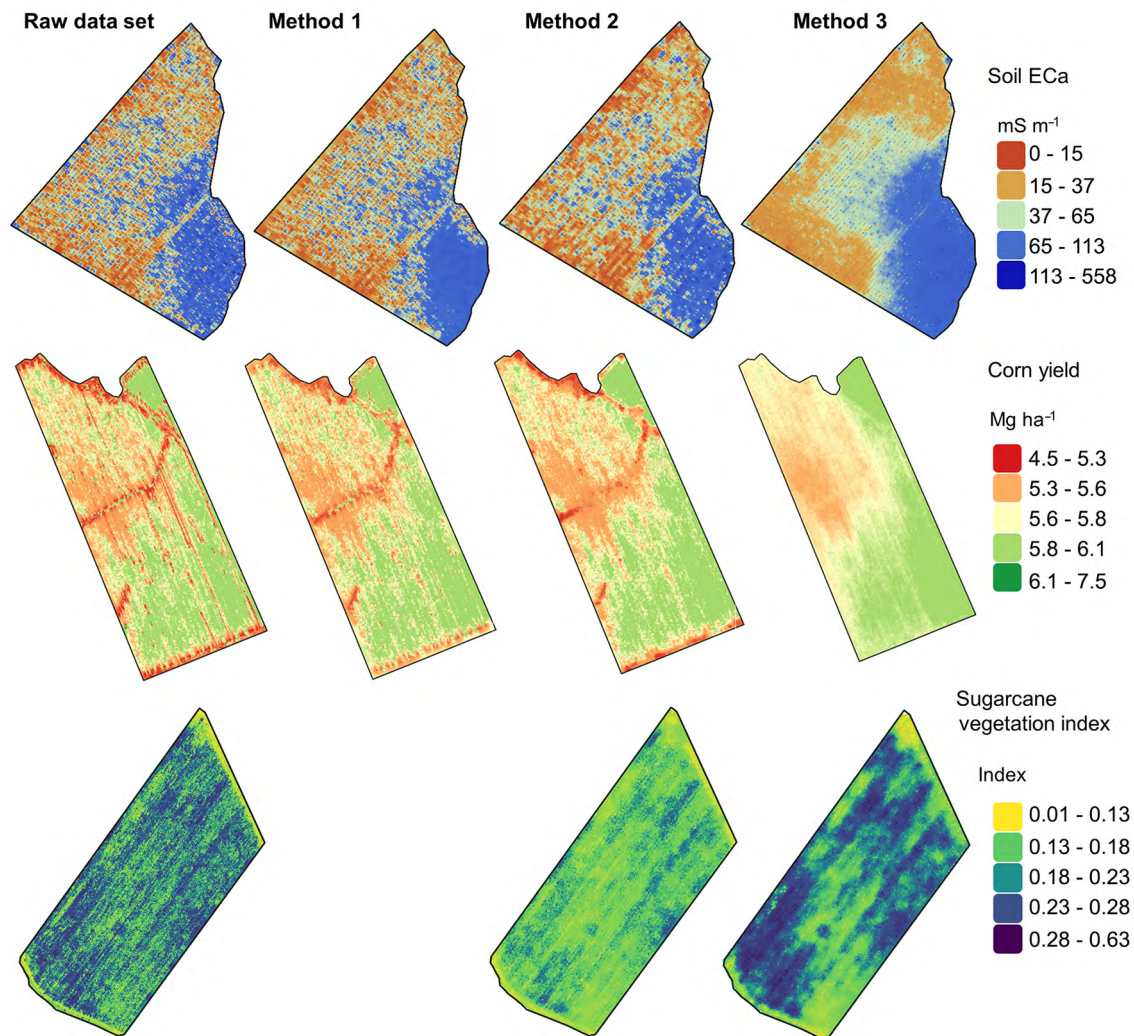 Raw data set Method 1 Method 2 Method 3
Soil ECa
mS m⁻¹
0 - 15
15 - 37
37 - 65
65 - 113
113 - 558
Corn yield
Mg ha⁻¹
4.5 - 5.3
5.3 - 5.6
5.6 - 5.8
5.8 - 6.1
6.1 - 7.5
Sugarcane
vegetation index
Index
0.01 - 0.13
0.13 - 0.18
0.18 - 0.23
0.23 - 0.28
0.28 - 0.63